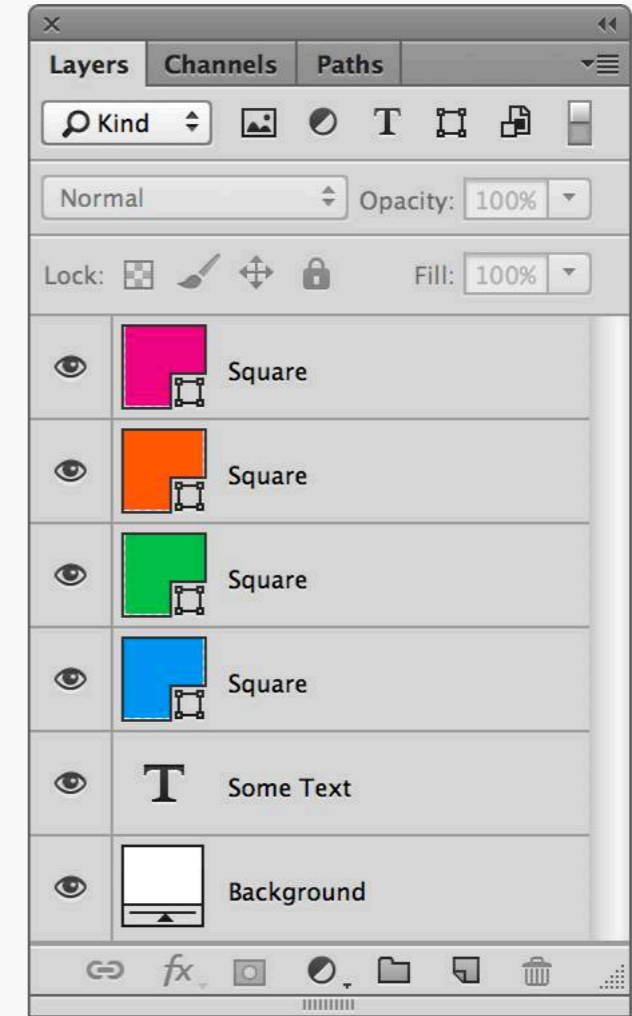 Layers Channels Paths
Kind T
Normal Opacity: 100%
Lock: Fill: 100%
Square
Square
Square
Square
T Some Text
Background
fx